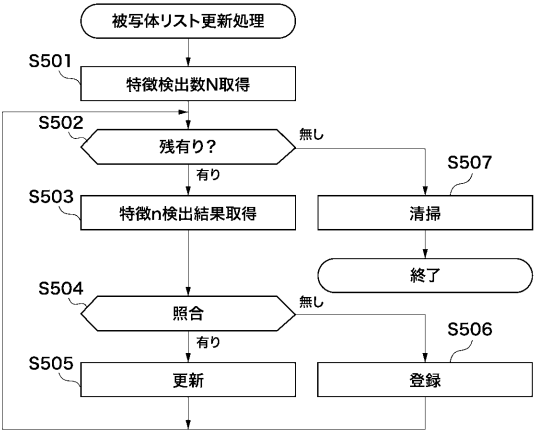 被写体リスト更新処理
S501
特徴検出数N取得
S502
残有り？
無し
有り
S503
特徴n検出結果取得
S507
清掃
終了
S504
照合
無し
有り
S505
更新
S506
登録